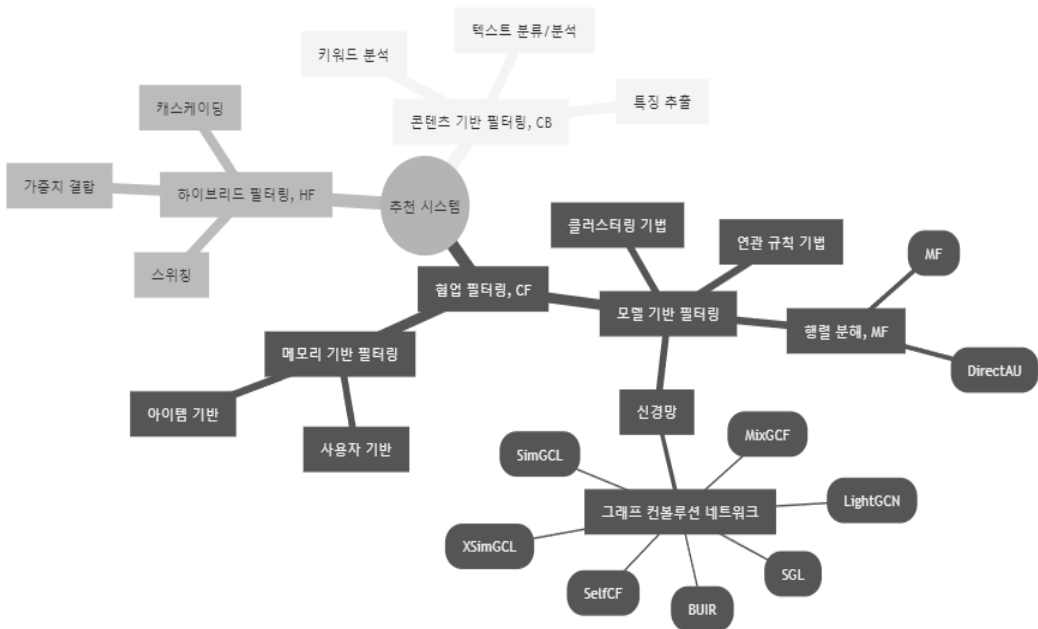 텍스트 분류/분석
키워드 분석
특징 추출
콘텐츠 기반 필터링, CB
캐스케이딩
가중치 결합
하이브리드 필터링, HF
추천 시스템
스위칭
클러스터링 기법
연관 규칙 기법
MF
협업 필터링, CF
모델 기반 필터링
행렬 분해, MF
메모리 기반 필터링
DirectAU
아이템 기반
사용자 기반
신경망
SimGCL
MixGCF
그래프 컨볼루션 네트워크
LightGCN
XSimGCL
SelfCF
BUIR
SGL